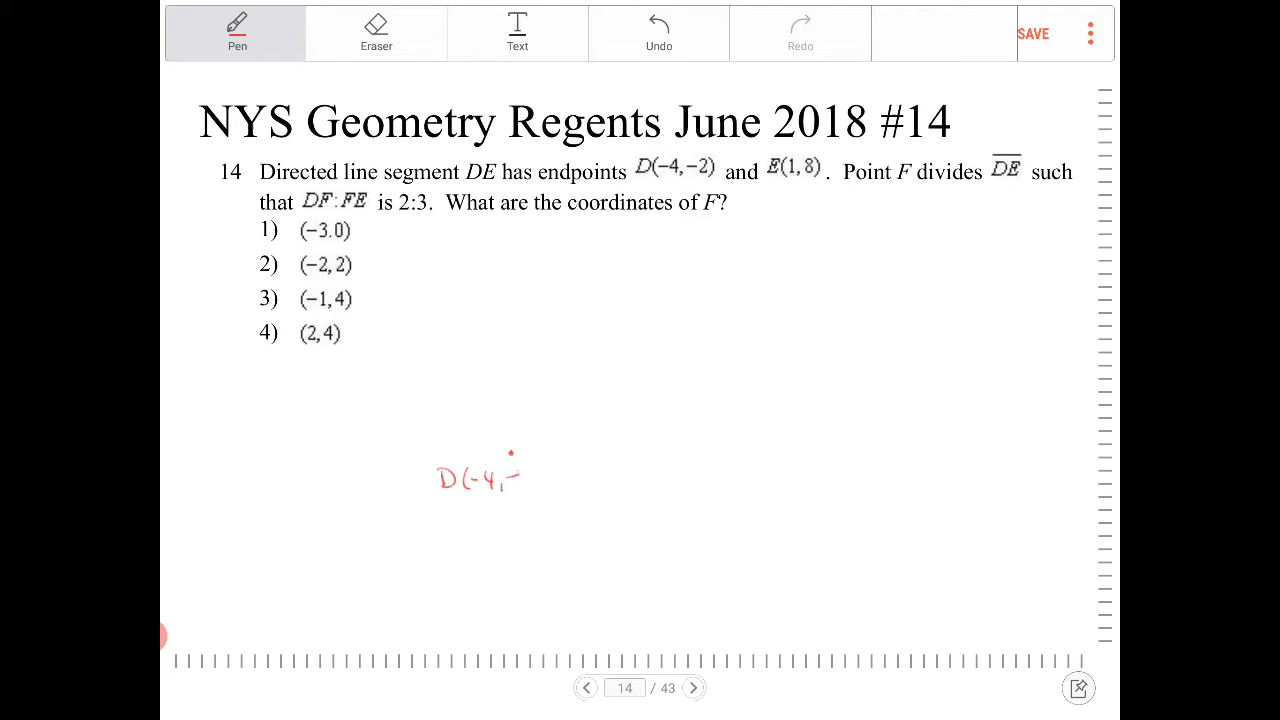 Pen Eraser Text Undo Redo SAVE
NYS Geometry Regents June 2018 #14
14 Directed line segment DE has endpoints D(−4,−2) and E(1,8). Point F divides D͞E͞ such
that DF:FE is 2:3. What are the coordinates of F?
1) (−3.0)
2) (−2,2)
3) (−1,4)
4) (2,4)
D(-4,-
14 / 43